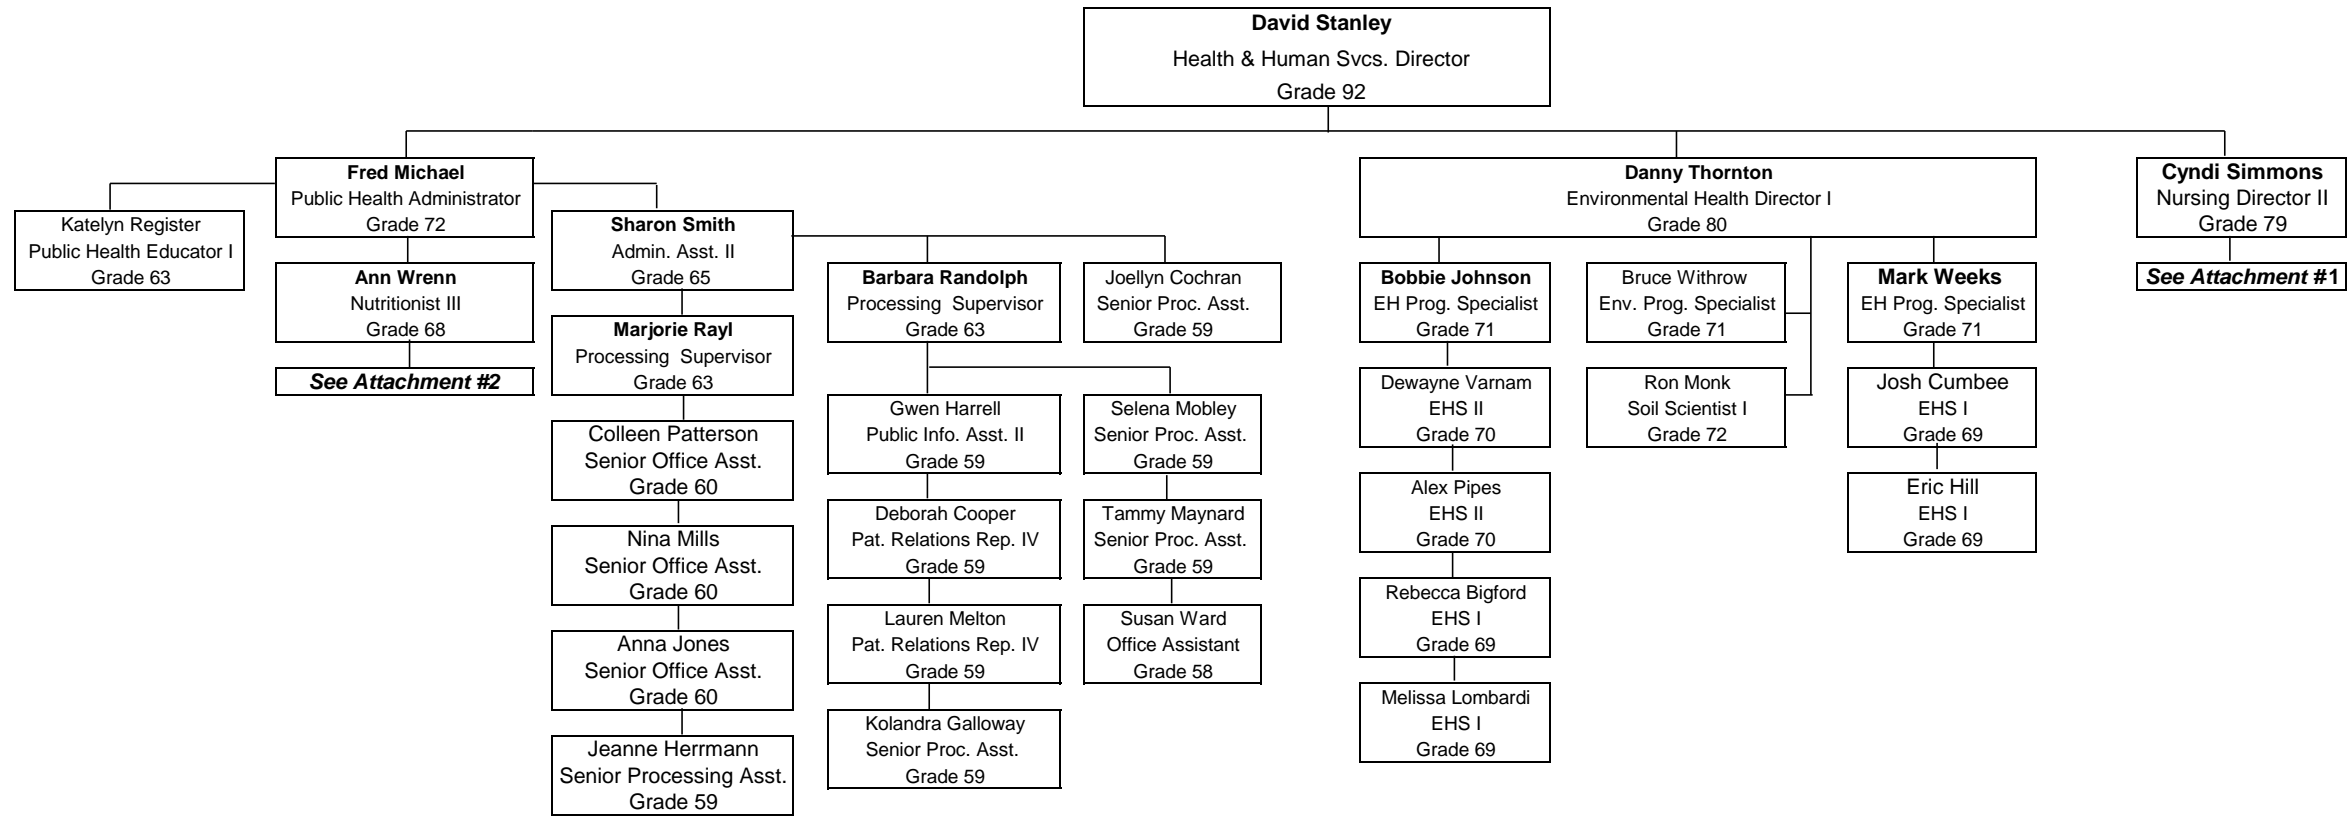 David Stanley
Health & Human Svcs. Director
Grade 92
Fred Michael
Public Health Administrator
Grade 72
Katelyn Register
Public Health Educator I
Grade 63
Ann Wrenn
Nutritionist III
Grade 68
See Attachment #2
Sharon Smith
Admin. Asst. II
Grade 65
Marjorie Rayl
Processing Supervisor
Grade 63
Colleen Patterson
Senior Office Asst.
Grade 60
Nina Mills
Senior Office Asst.
Grade 60
Anna Jones
Senior Office Asst.
Grade 60
Jeanne Herrmann
Senior Processing Asst.
Grade 59
Barbara Randolph
Processing Supervisor
Grade 63
Gwen Harrell
Public Info. Asst. II
Grade 59
Deborah Cooper
Pat. Relations Rep. IV
Grade 59
Lauren Melton
Pat. Relations Rep. IV
Grade 59
Kolandra Galloway
Senior Proc. Asst.
Grade 59
Joellyn Cochran
Senior Proc. Asst.
Grade 59
Selena Mobley
Senior Proc. Asst.
Grade 59
Tammy Maynard
Senior Proc. Asst.
Grade 59
Susan Ward
Office Assistant
Grade 58
Danny Thornton
Environmental Health Director I
Grade 80
Bobbie Johnson
EH Prog. Specialist
Grade 71
Dewayne Varnam
EHS II
Grade 70
Alex Pipes
EHS II
Grade 70
Rebecca Bigford
EHS I
Grade 69
Melissa Lombardi
EHS I
Grade 69
Bruce Withrow
Env. Prog. Specialist
Grade 71
Ron Monk
Soil Scientist I
Grade 72
Mark Weeks
EH Prog. Specialist
Grade 71
Josh Cumbee
EHS I
Grade 69
Eric Hill
EHS I
Grade 69
Cyndi Simmons
Nursing Director II
Grade 79
See Attachment #1